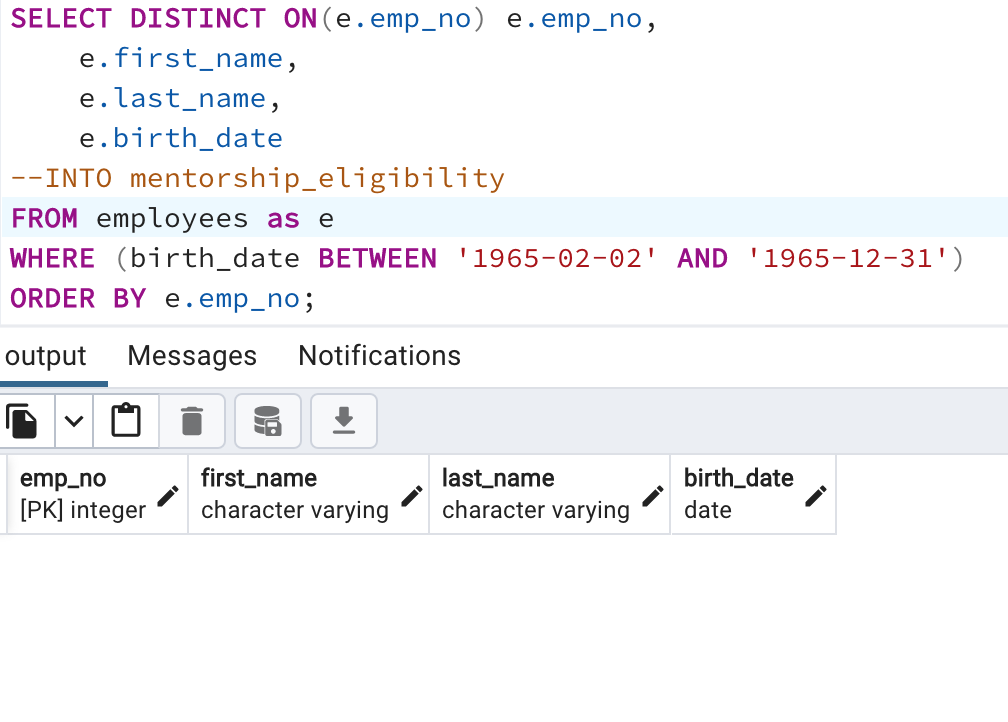 SELECT DISTINCT ON(e.emp_no) e.emp_no,
    e.first_name,
    e.last_name,
    e.birth_date
--INTO mentorship_eligibility
FROM employees as e
WHERE (birth_date BETWEEN '1965-02-02' AND '1965-12-31')
ORDER BY e.emp_no;
output Messages Notifications
emp_no first_name last_name birth_date
[PK] integer character varying character varying date